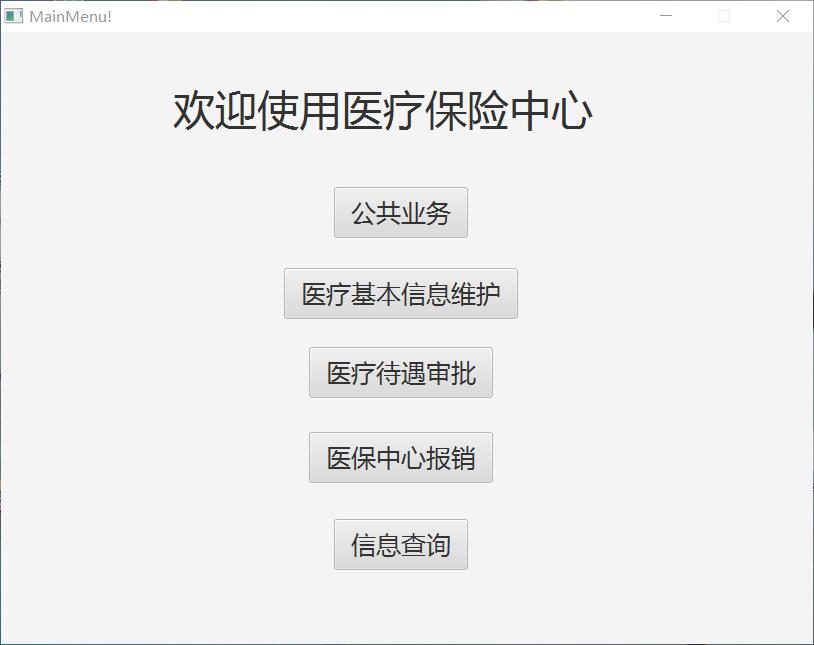 MainMenu!
欢迎使用医疗保险中心
公共业务
医疗基本信息维护
医疗待遇审批
医保中心报销
信息查询